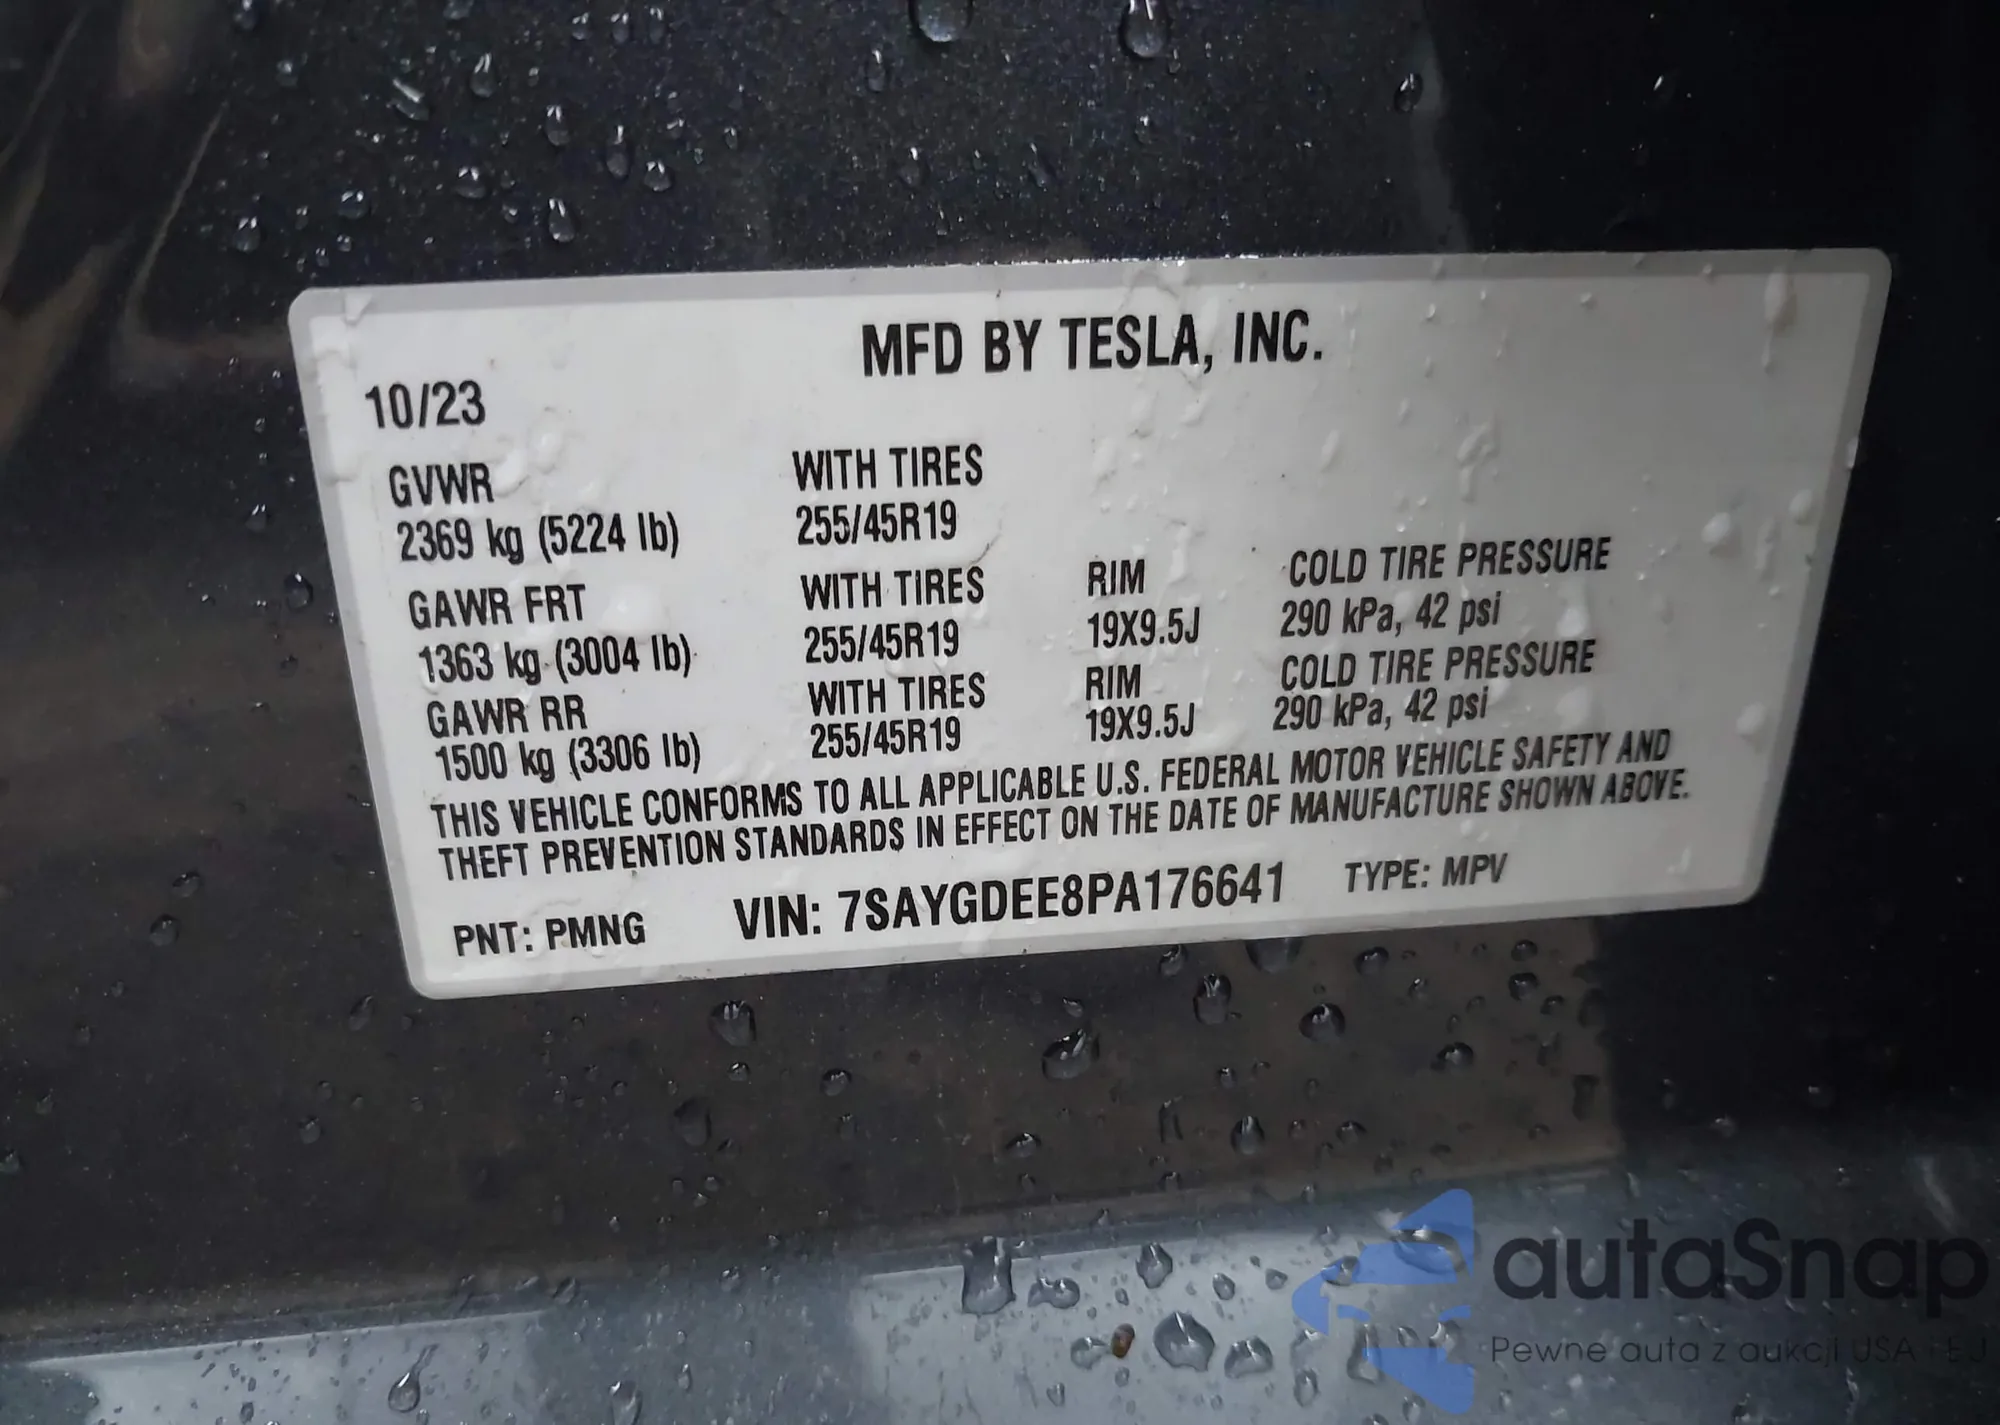 MFD BY TESLA, INC.
10/23
GVWR WITH TIRES
2369 kg (5224 lb) 255/45R19
GAWR FRT WITH TIRES RIM COLD TIRE PRESSURE
1363 kg (3004 lb) 255/45R19 19X9.5J 290 kPa, 42 psi
GAWR RR WITH TIRES RIM COLD TIRE PRESSURE
1500 kg (3306 lb) 255/45R19 19X9.5J 290 kPa, 42 psi
THIS VEHICLE CONFORMS TO ALL APPLICABLE U.S. FEDERAL MOTOR VEHICLE SAFETY AND
THEFT PREVENTION STANDARDS IN EFFECT ON THE DATE OF MANUFACTURE SHOWN ABOVE.
PNT: PMNG VIN: 7SAYGDEE8PA176641 TYPE: MPV
autaSnap
Pewne auta z aukcji USA i EJ